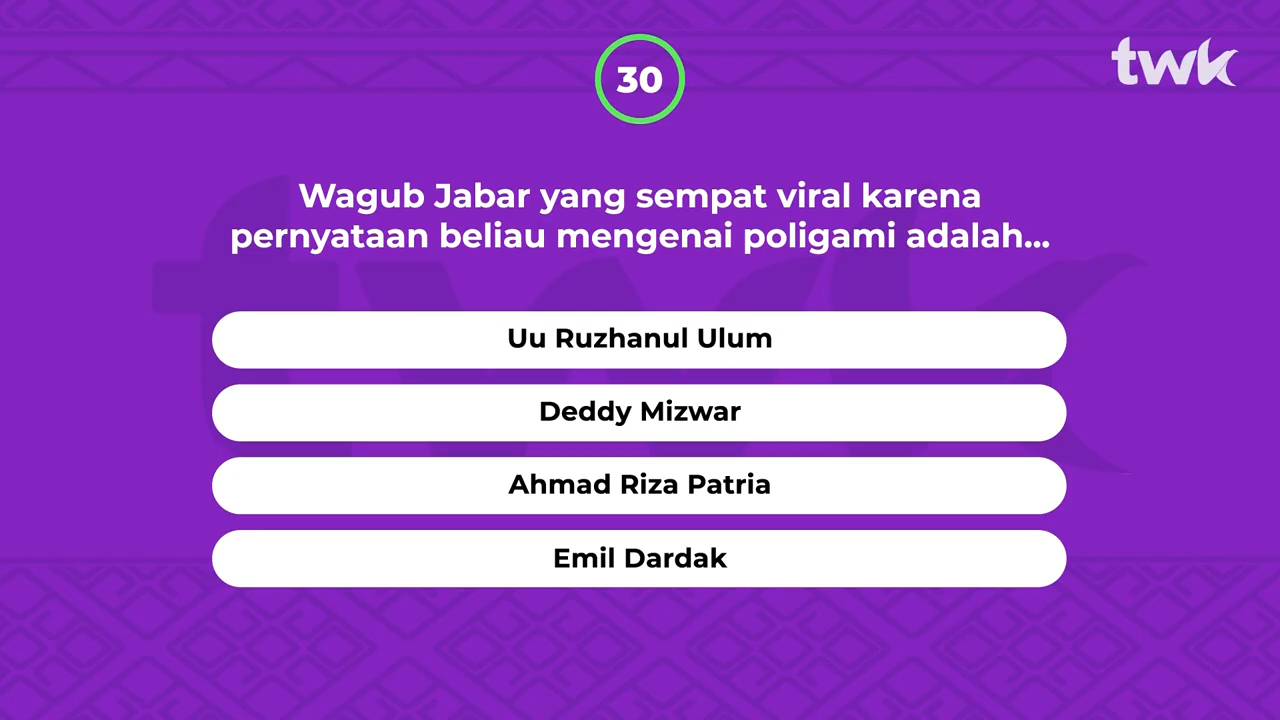 30
twk
Wagub Jabar yang sempat viral karena
pernyataan beliau mengenai poligami adalah...
Uu Ruzhanul Ulum
Deddy Mizwar
Ahmad Riza Patria
Emil Dardak